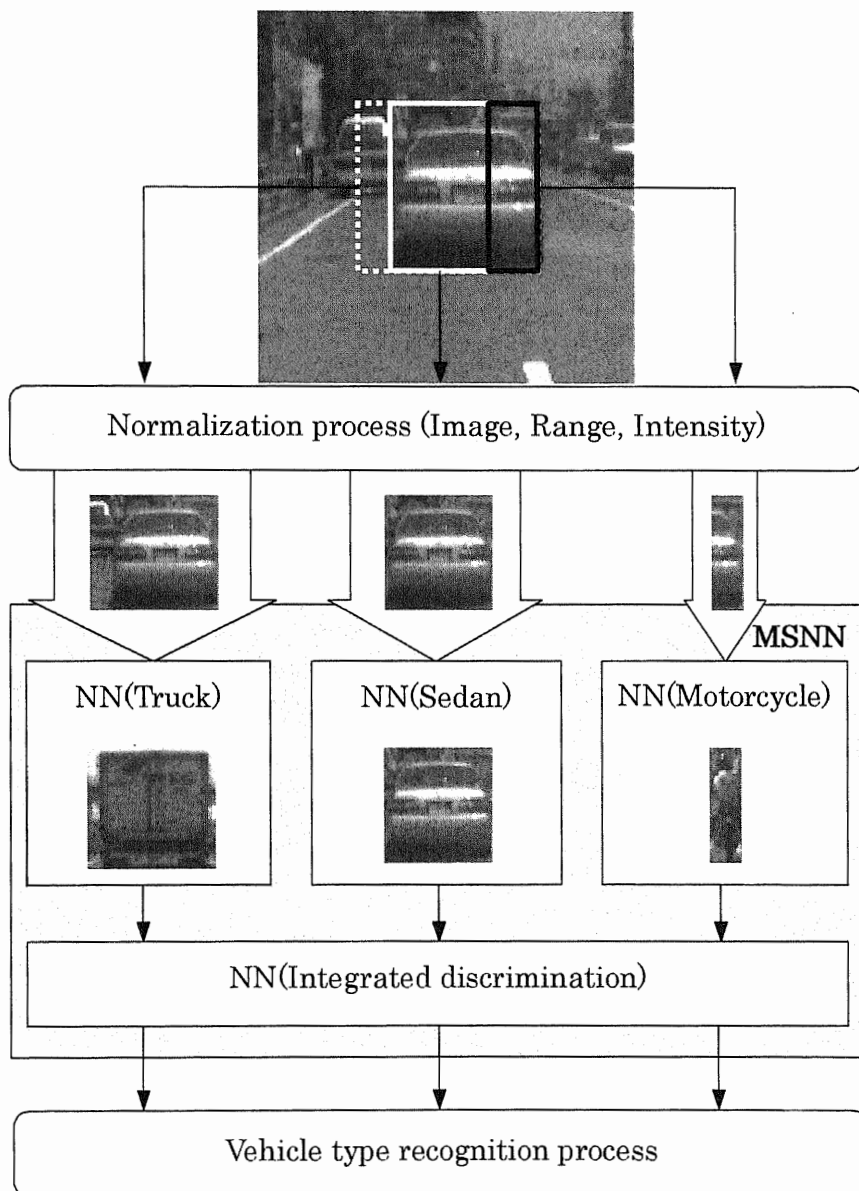 Normalization process (Image, Range, Intensity)
MSNN
NN(Truck)
NN(Sedan)
NN(Motorcycle)
NN(Integrated discrimination)
Vehicle type recognition process